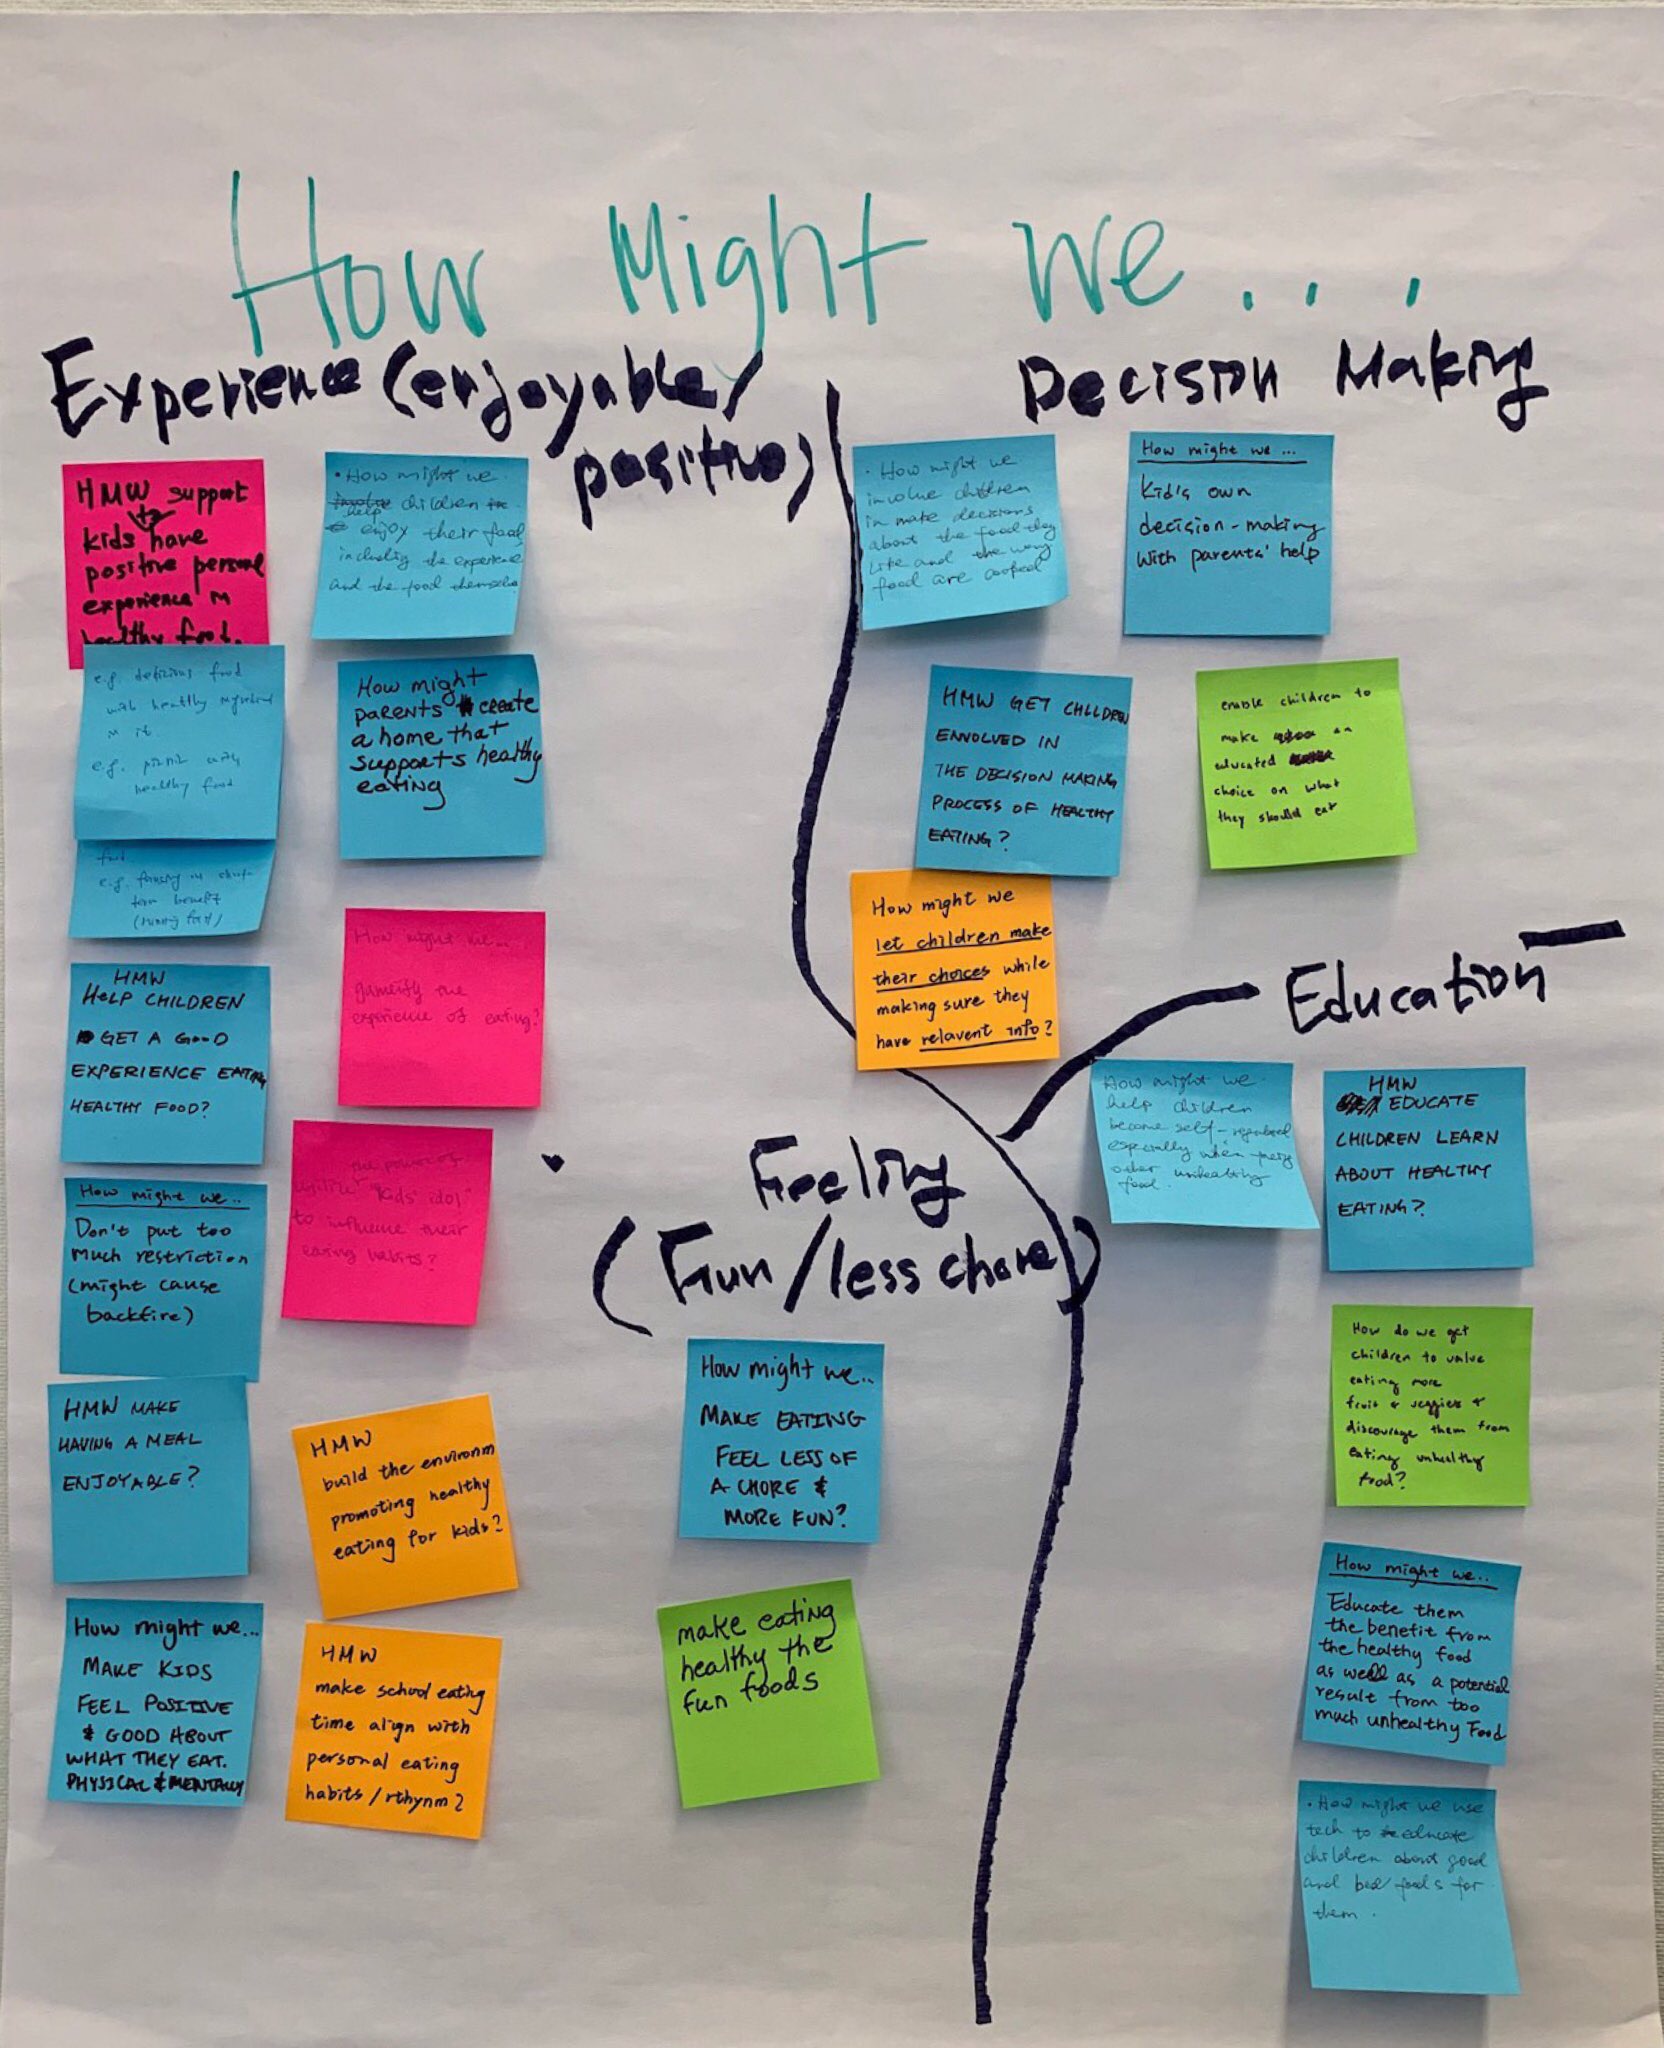 How Might We...
Experience (enjoyable/
positive)
HMW support
to
kids have
positive personal
experience in
healthy food.
e.g. delicious food
with healthy
in it.
e.g. picnic with
healthy food
food
e.g.
term benefit
HMW
HELP CHILDREN
GET A GOOD
EXPERIENCE EATING
HEALTHY FOOD?
How might we..
Don't put too
much restriction
(might cause
backfire)
HMW MAKE
HAVING A MEAL
ENJOYABLE?
How might we...
MAKE KIDS
FEEL POSITIVE
& GOOD ABOUT
WHAT THEY EAT.
PHYSICAL & MENTALLY
• How might we
involve children in
help
enjoy their food
including the experience
and the food themselves
How might
parents create
a home that
supports healthy
eating
How might we...
gameify the
experience of eating?
the power of
utilize "kids' idol"
to influence their
eating habits?
HMW
build the environm
promoting healthy
eating for kids?
HMW
make school eating
time align with
personal eating
habits/rthynm?
Feeling
(Fun/less chore)
How might we..
MAKE EATING
FEEL LESS OF
A CHORE &
MORE FUN?
make eating
healthy the
fun foods
Decision Making
• How might we
involve children
in make decisions
about the food they
like and the way
food are cooked
How might we...
Kid's own
decision-making
with parents' help
HMW GET CHILDREN
ENVOLVED IN
THE DECISION MAKING
PROCESS OF HEALTHY
EATING?
enable children to
make an
educated
choice on what
they should eat
How might we
let children make
their choices while
making sure they
have relavent info?
Education
How might we
help children
become self-regulated
especially when
other unhealthy
food.
HMW
EDUCATE
CHILDREN LEARN
ABOUT HEALTHY
EATING?
How do we get
children to value
eating more
fruit & veggies &
discourage them from
eating unhealthy
food?
How might we..
Educate them
the benefit from
the healthy food
as well as a potential
result from too
much unhealthy Food
• How might we use
tech to educate
children about good
and bad foods for
them.